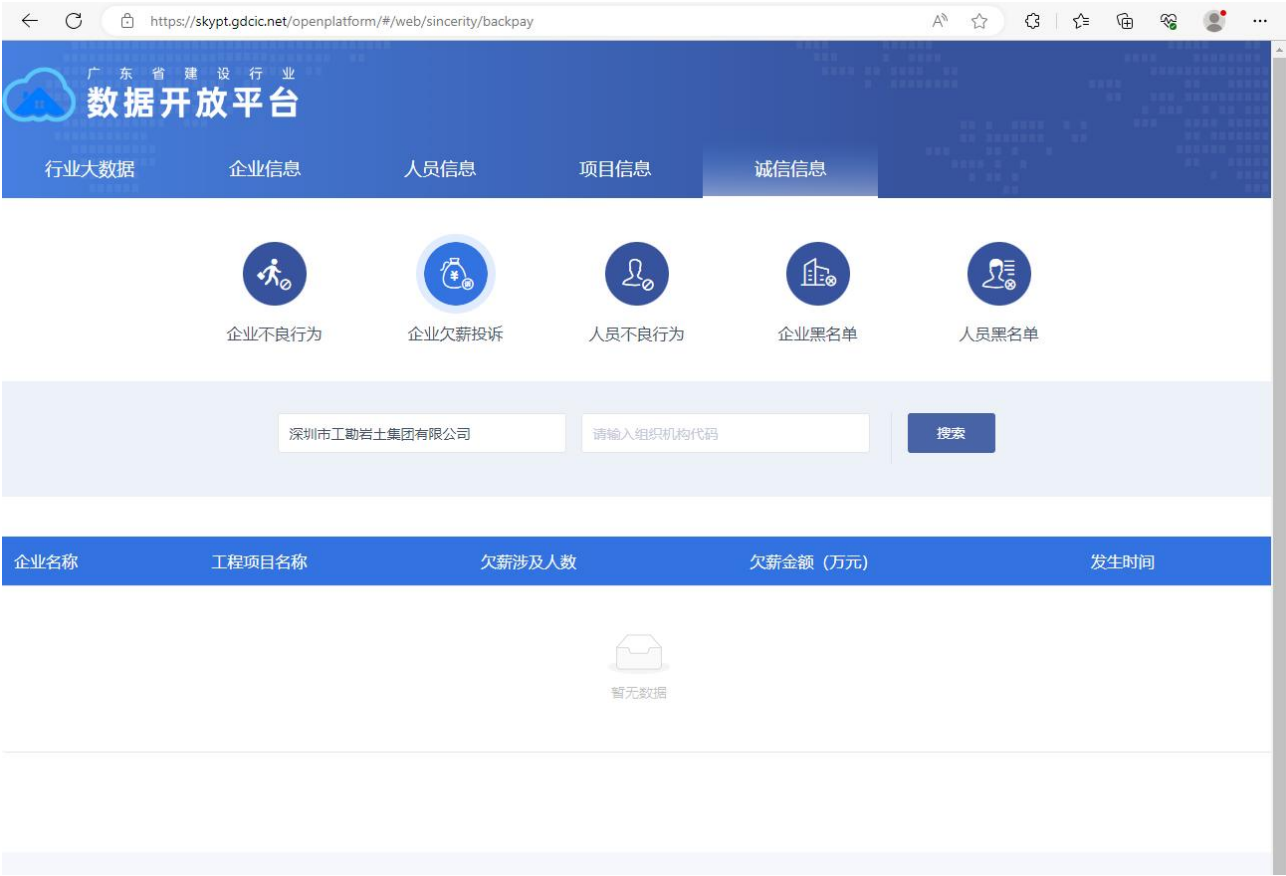 https://skypt.gdcic.net/openplatform/#/web/sincerity/backpay
广东省建设行业
数据开放平台
行业大数据 企业信息 人员信息 项目信息 诚信信息
企业不良行为 企业欠薪投诉 人员不良行为 企业黑名单 人员黑名单
深圳市工勘岩土集团有限公司 请输入组织机构代码 搜索
企业名称 工程项目名称 欠薪涉及人数 欠薪金额（万元） 发生时间
暂无数据